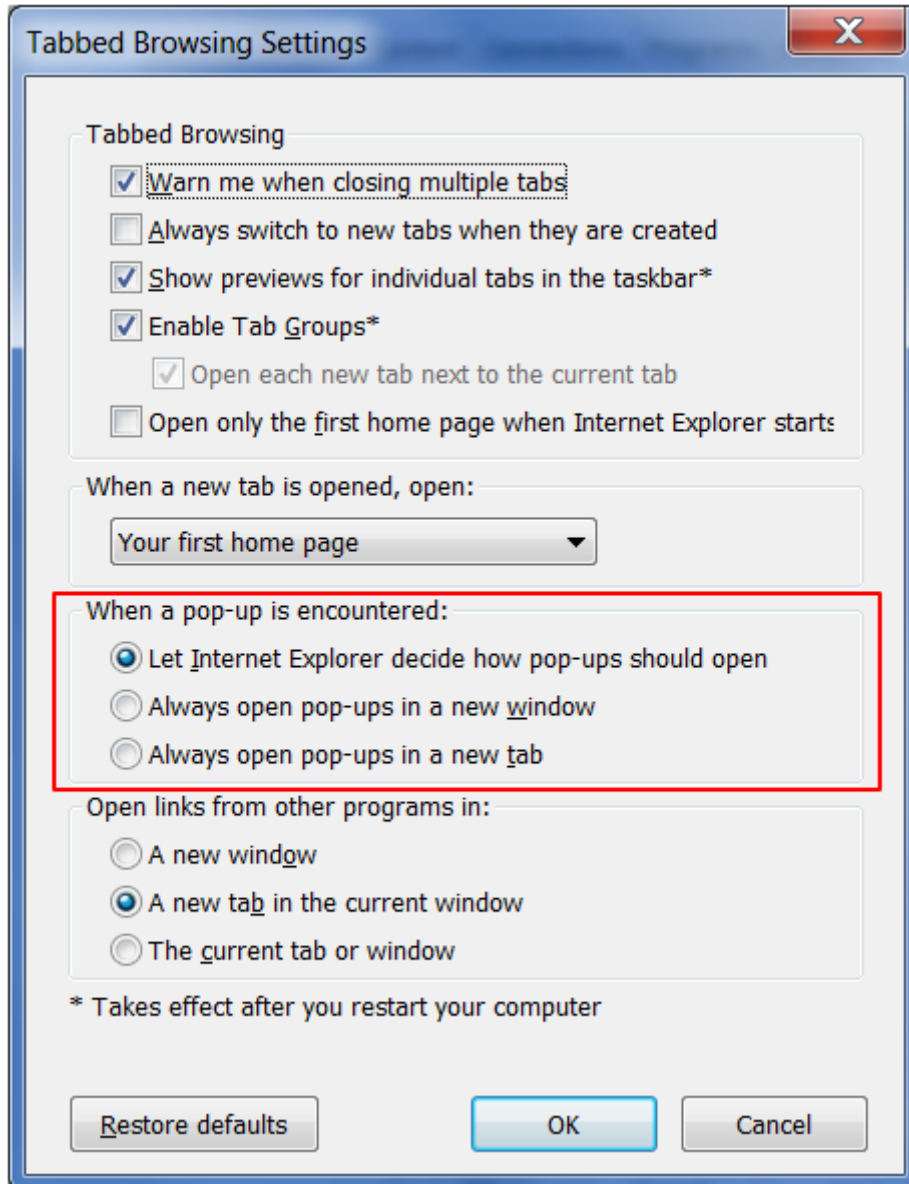 Tabbed Browsing Settings
Tabbed Browsing
Warn me when closing multiple tabs
Always switch to new tabs when they are created
Show previews for individual tabs in the taskbar*
Enable Tab Groups*
Open each new tab next to the current tab
Open only the first home page when Internet Explorer starts
When a new tab is opened, open:
Your first home page
When a pop-up is encountered:
Let Internet Explorer decide how pop-ups should open
Always open pop-ups in a new window
Always open pop-ups in a new tab
Open links from other programs in:
A new window
A new tab in the current window
The current tab or window
* Takes effect after you restart your computer
Restore defaults OK Cancel